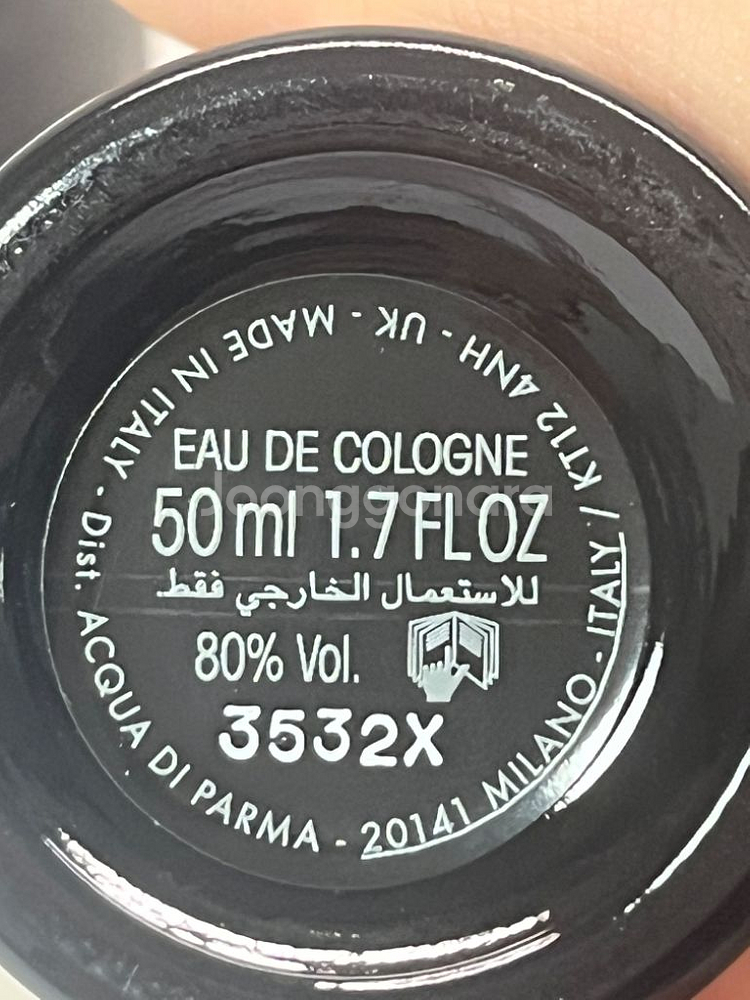 EAU DE COLOGNE
50 ml 1.7 FL OZ
للاستعمال الخارجي فقط
80% Vol.
3532X
Dist. ACQUA DI PARMA - 20141 MILANO - ITALY / KT12 4NH - UK - MADE IN ITALY -
Joonggonara